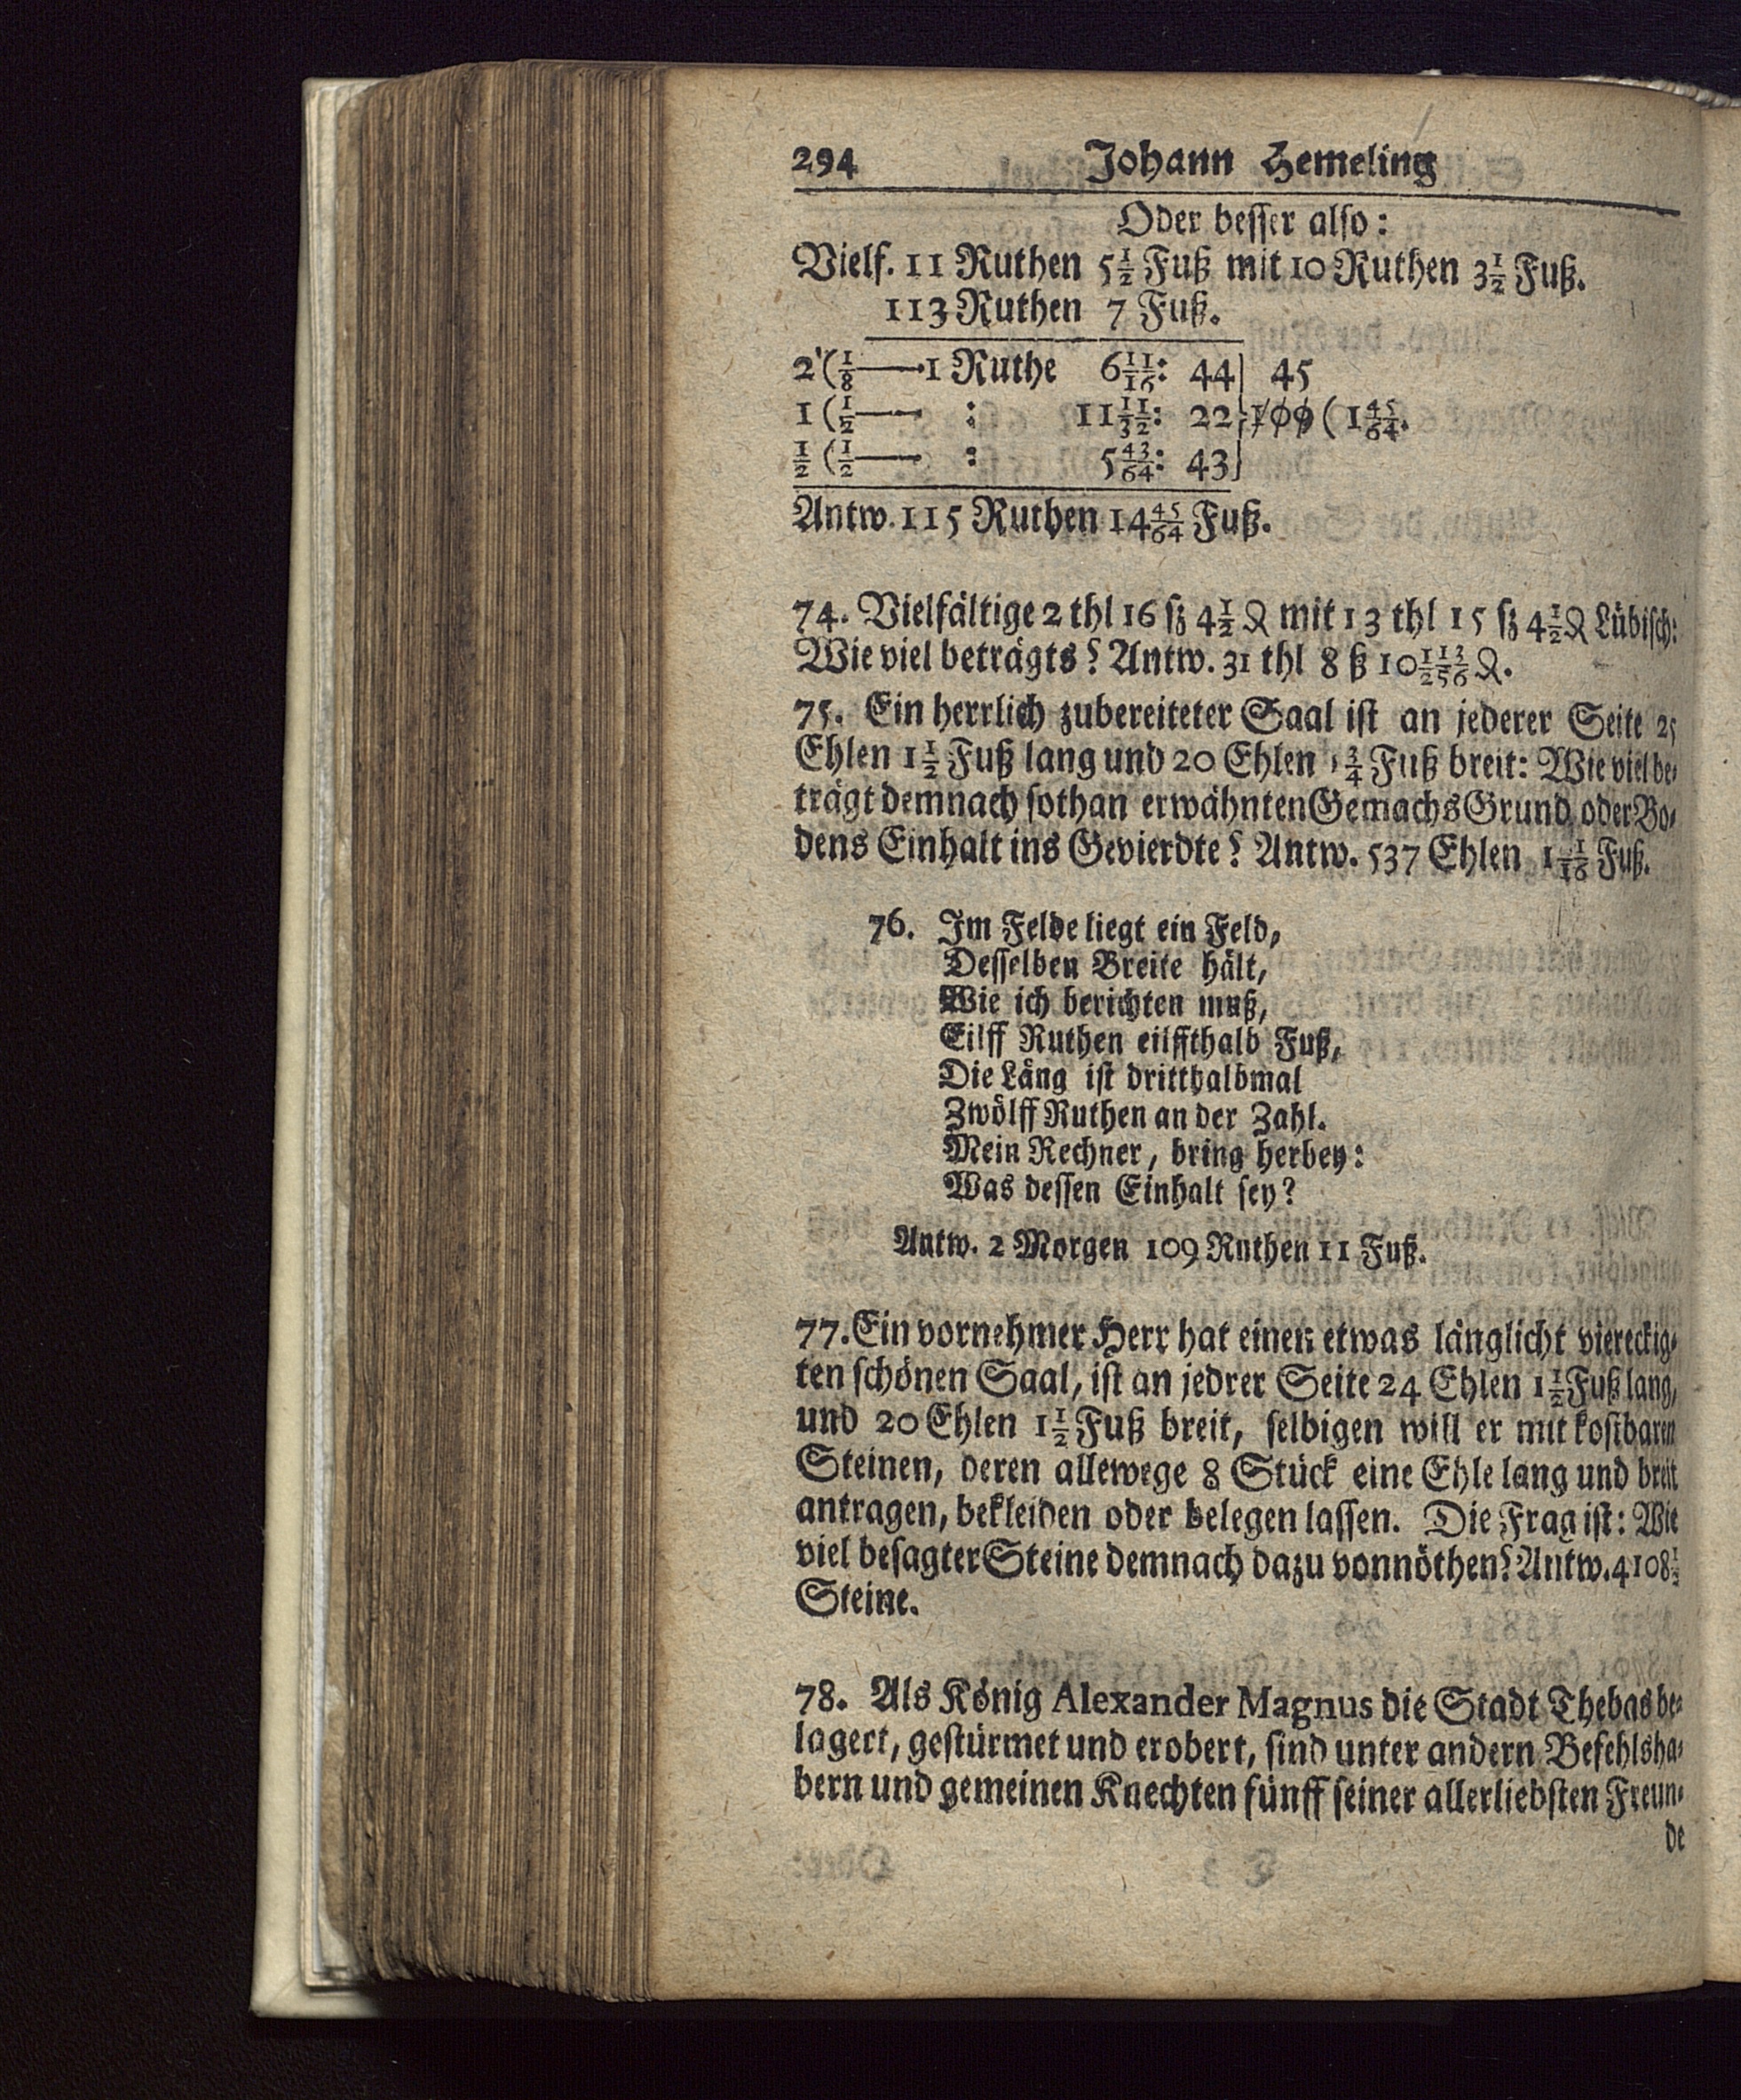 294 Johann Hemeling
Oder besser also:
Vielf. 11 Ruthen 5½ Fuß mit 10 Ruthen 3½ Fuß.
113 Ruthen 7 Fuß.
2 (⅛ — 1 Ruthe 6 11/16: 44 } 45
1 (½ — : 11 11/32: 22 } 100 ( 1 45/64.
½ (½ — : 5 43/64: 43 }
Antw. 115 Ruthen 14 45/64 Fuß.
74. Vielfältige 2 thl 16 ſʒ 4½ ₰ mit 13 thl 15 ſʒ 4½ ₰ Lübisch:
Wie viel beträgts? Antw. 31 thl 8 ß 10 ½ 113/256 ₰.
75. Ein herrlich zubereiteter Saal ist an jederer Seite 25
Ehlen 1½ Fuß lang und 20 Ehlen 1¾ Fuß breit: Wie viel be-
trägt demnach sothan erwähnten Gemachs Grund oder Bo-
dens Einhalt ins Gevierdte? Antw. 537 Ehlen 1 1/16 Fuß.
76. Im Felde liegt ein Feld,
Desselben Breite hält,
Wie ich berichten muß,
Eilff Ruthen eilffthalb Fuß,
Die Läng ist dritthalbmal
Zwölff Ruthen an der Zahl.
Mein Rechner, bring herbey:
Was dessen Einhalt sey?
Antw. 2 Morgen 109 Ruthen 11 Fuß.
77. Ein vornehmer Herr hat einen etwas länglicht viereckig-
ten schönen Saal, ist an jedrer Seite 24 Ehlen 1½ Fuß lang,
und 20 Ehlen 1½ Fuß breit, selbigen will er mit kostbaren
Steinen, deren allewege 8 Stück eine Ehle lang und breit
antragen, bekleiden oder belegen lassen. Die Frag ist: Wie
viel besagter Steine demnach dazu vonnöthen? Antw. 4108½
Steine.
78. Als König Alexander Magnus die Stadt Thebas be-
lagert, gestürmet und erobert, sind unter andern Befehlsha-
bern und gemeinen Knechten fünff seiner allerliebsten Freun-
de